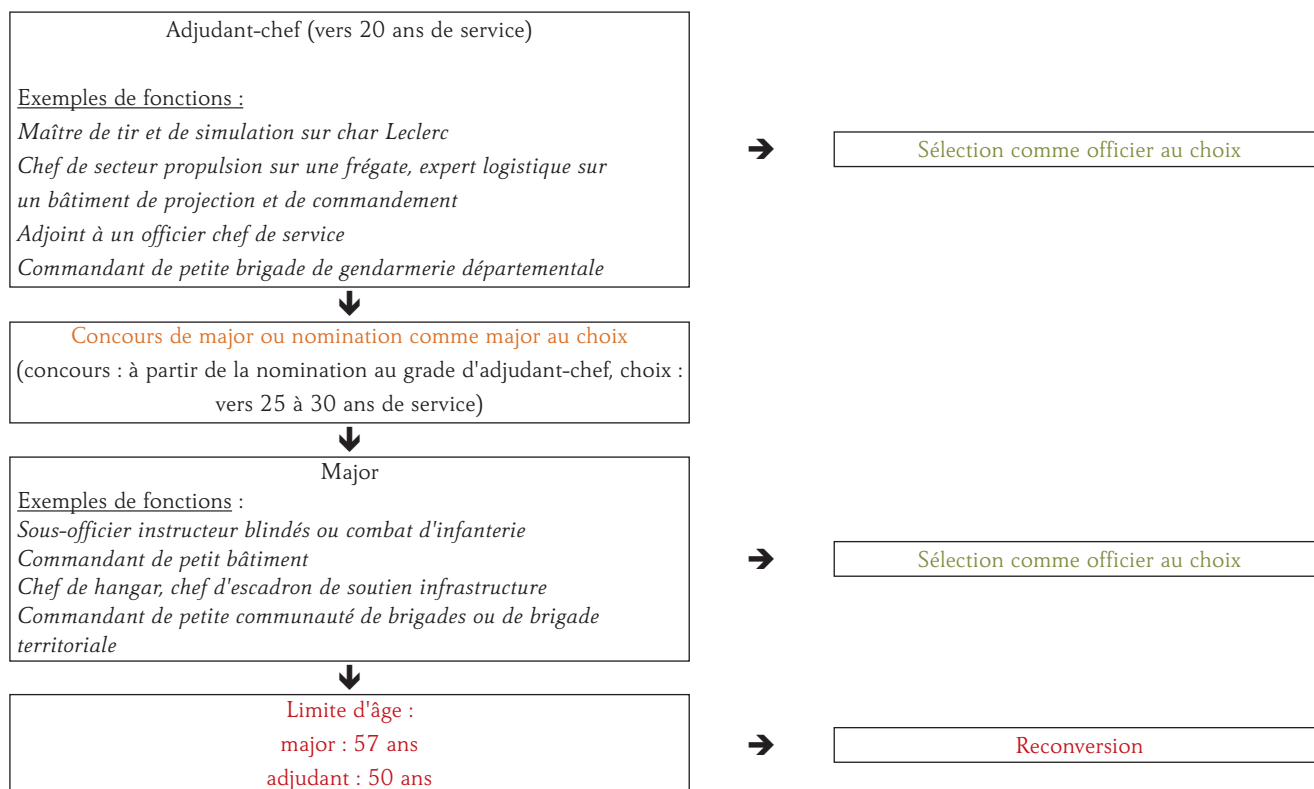 Adjudant-chef (vers 20 ans de service)
Exemples de fonctions :
Maître de tir et de simulation sur char Leclerc
Chef de secteur propulsion sur une frégate, expert logistique sur
un bâtiment de projection et de commandement
Adjoint à un officier chef de service
Commandant de petite brigade de gendarmerie départementale
Sélection comme officier au choix
Concours de major ou nomination comme major au choix
(concours : à partir de la nomination au grade d'adjudant-chef, choix :
vers 25 à 30 ans de service)
Major
Exemples de fonctions :
Sous-officier instructeur blindés ou combat d'infanterie
Commandant de petit bâtiment
Chef de hangar, chef d'escadron de soutien infrastructure
Commandant de petite communauté de brigades ou de brigade
territoriale
Sélection comme officier au choix
Limite d'âge :
major : 57 ans
adjudant : 50 ans
Reconversion